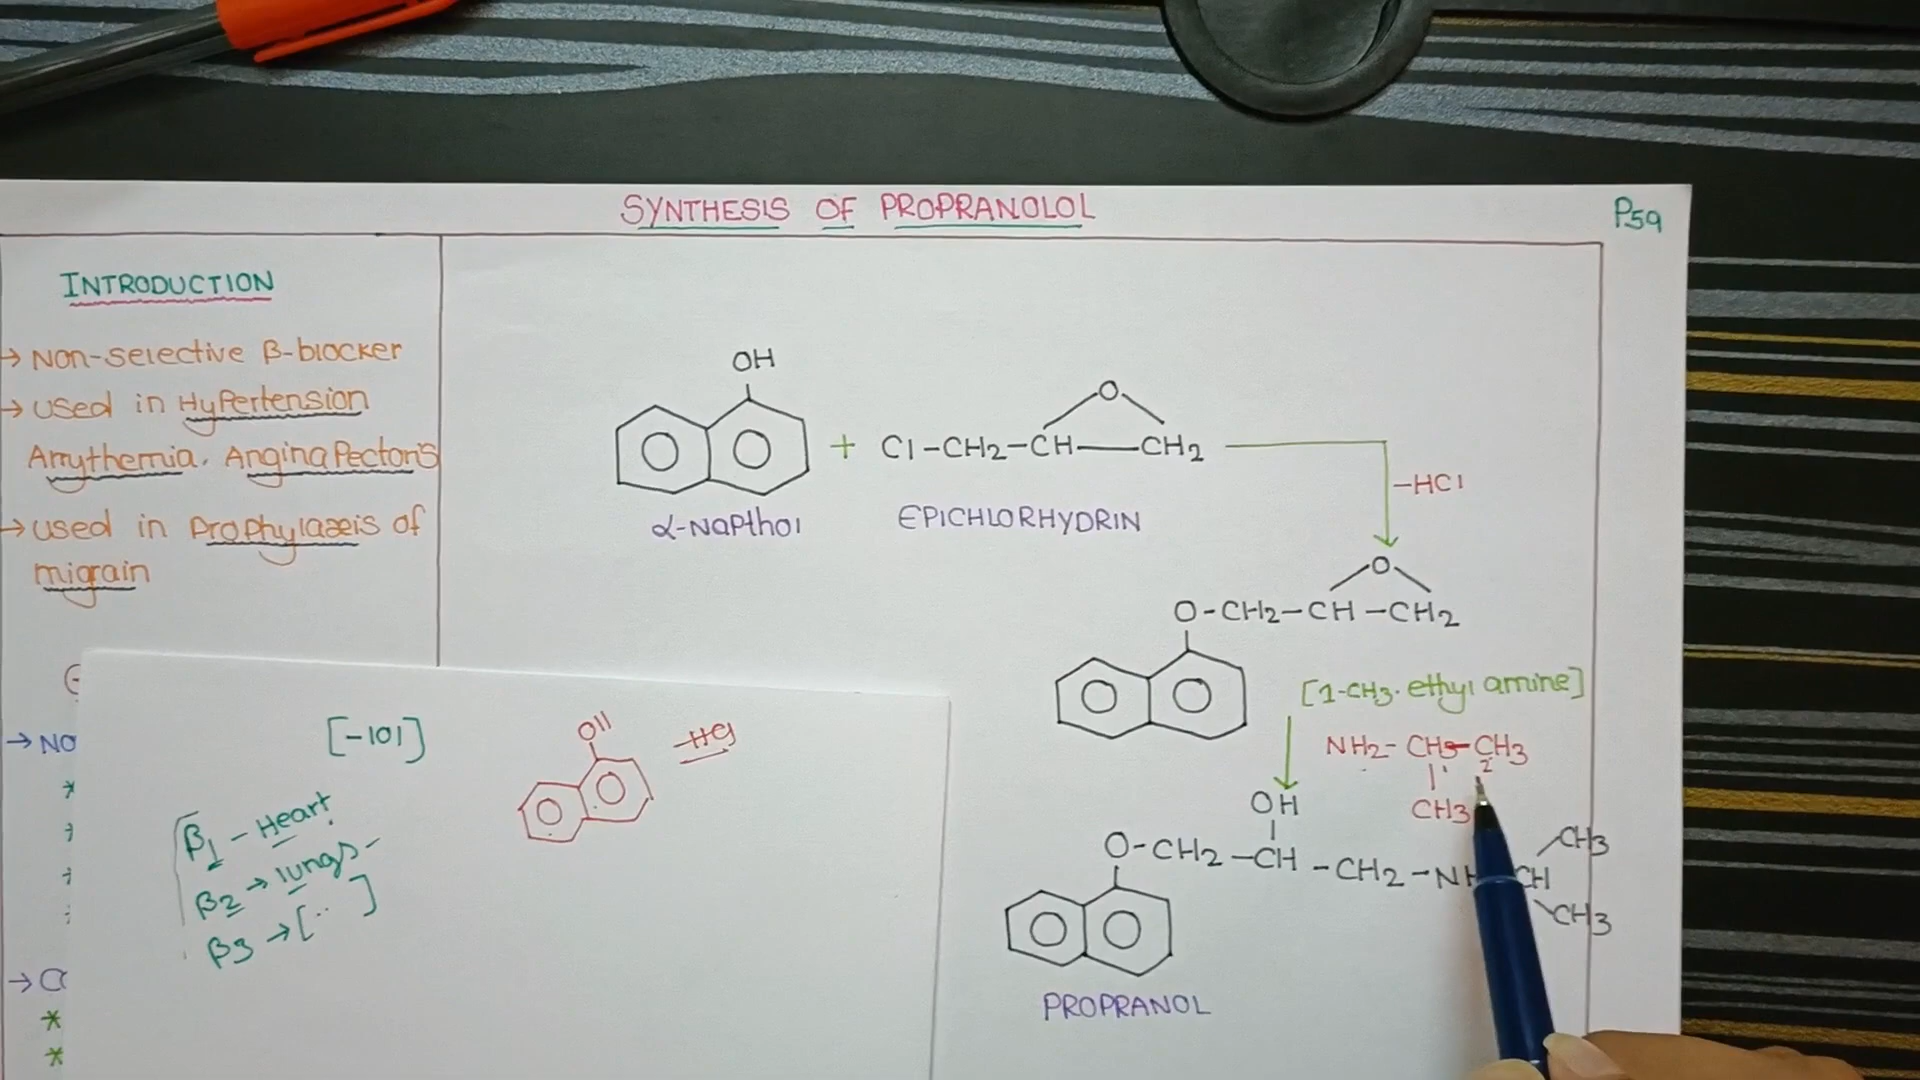 SYNTHESIS OF PROPRANOLOL
P59
INTRODUCTION
→ Non-selective β-blocker
→ used in Hypertension
Arrythemia, Angina Pectoris
→ used in Prophylaxis of
migrain
OH
+ Cl-CH2-CH-CH2
O
α-Napthol
EPICHLORHYDRIN
-HCl
O
O-CH2-CH-CH2
[1-CH3-ethyl amine]
NH2-CH-CH3
CH3
OH
O-CH2-CH-CH2-NH CH
CH3
CH3
PROPRANOL
→ NO
*
[-lol]
β1 - Heart
β2 → lungs-
β3 → [..]
-HCl
*
*